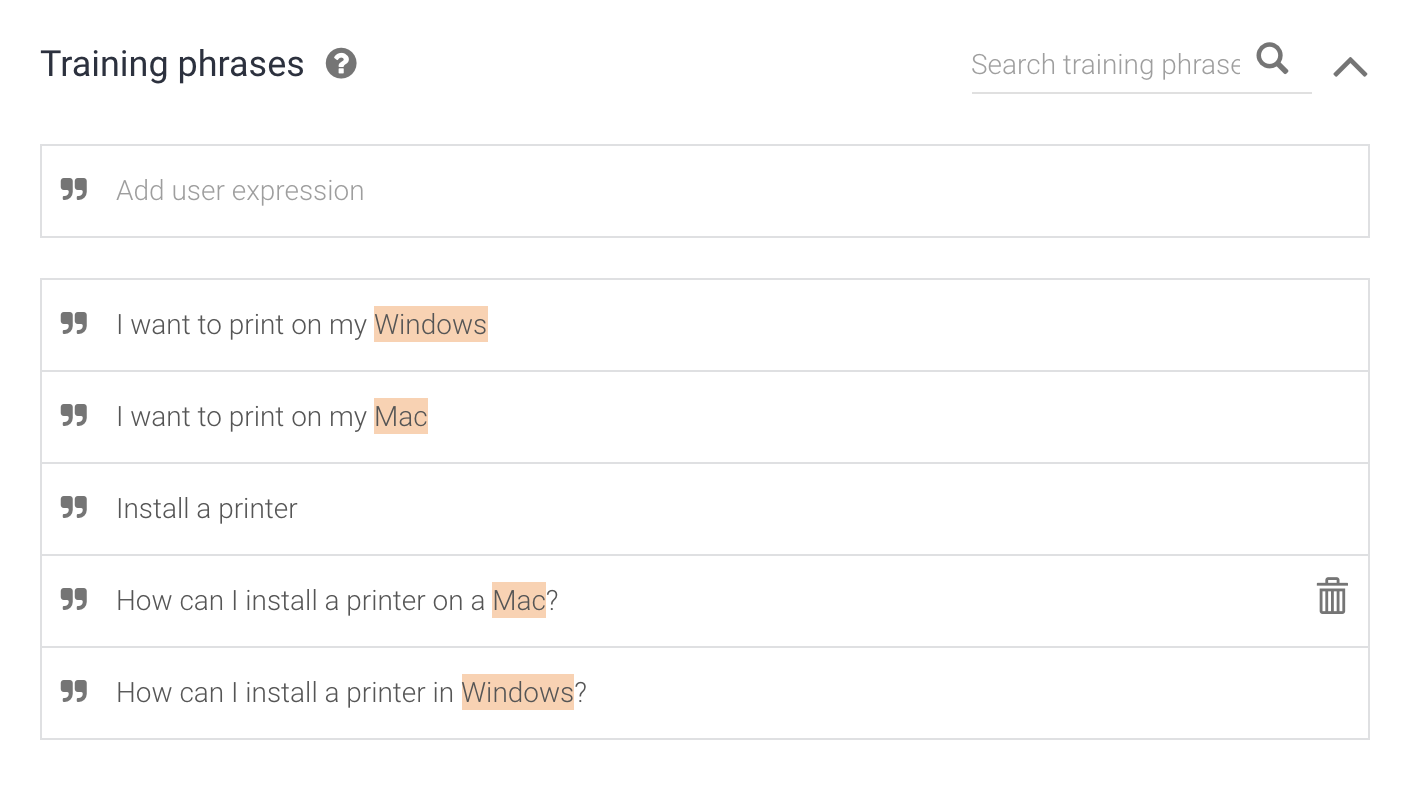 Training phrases
Search training phrase
Add user expression
I want to print on my Windows
I want to print on my Mac
Install a printer
How can I install a printer on a Mac?
How can I install a printer in Windows?